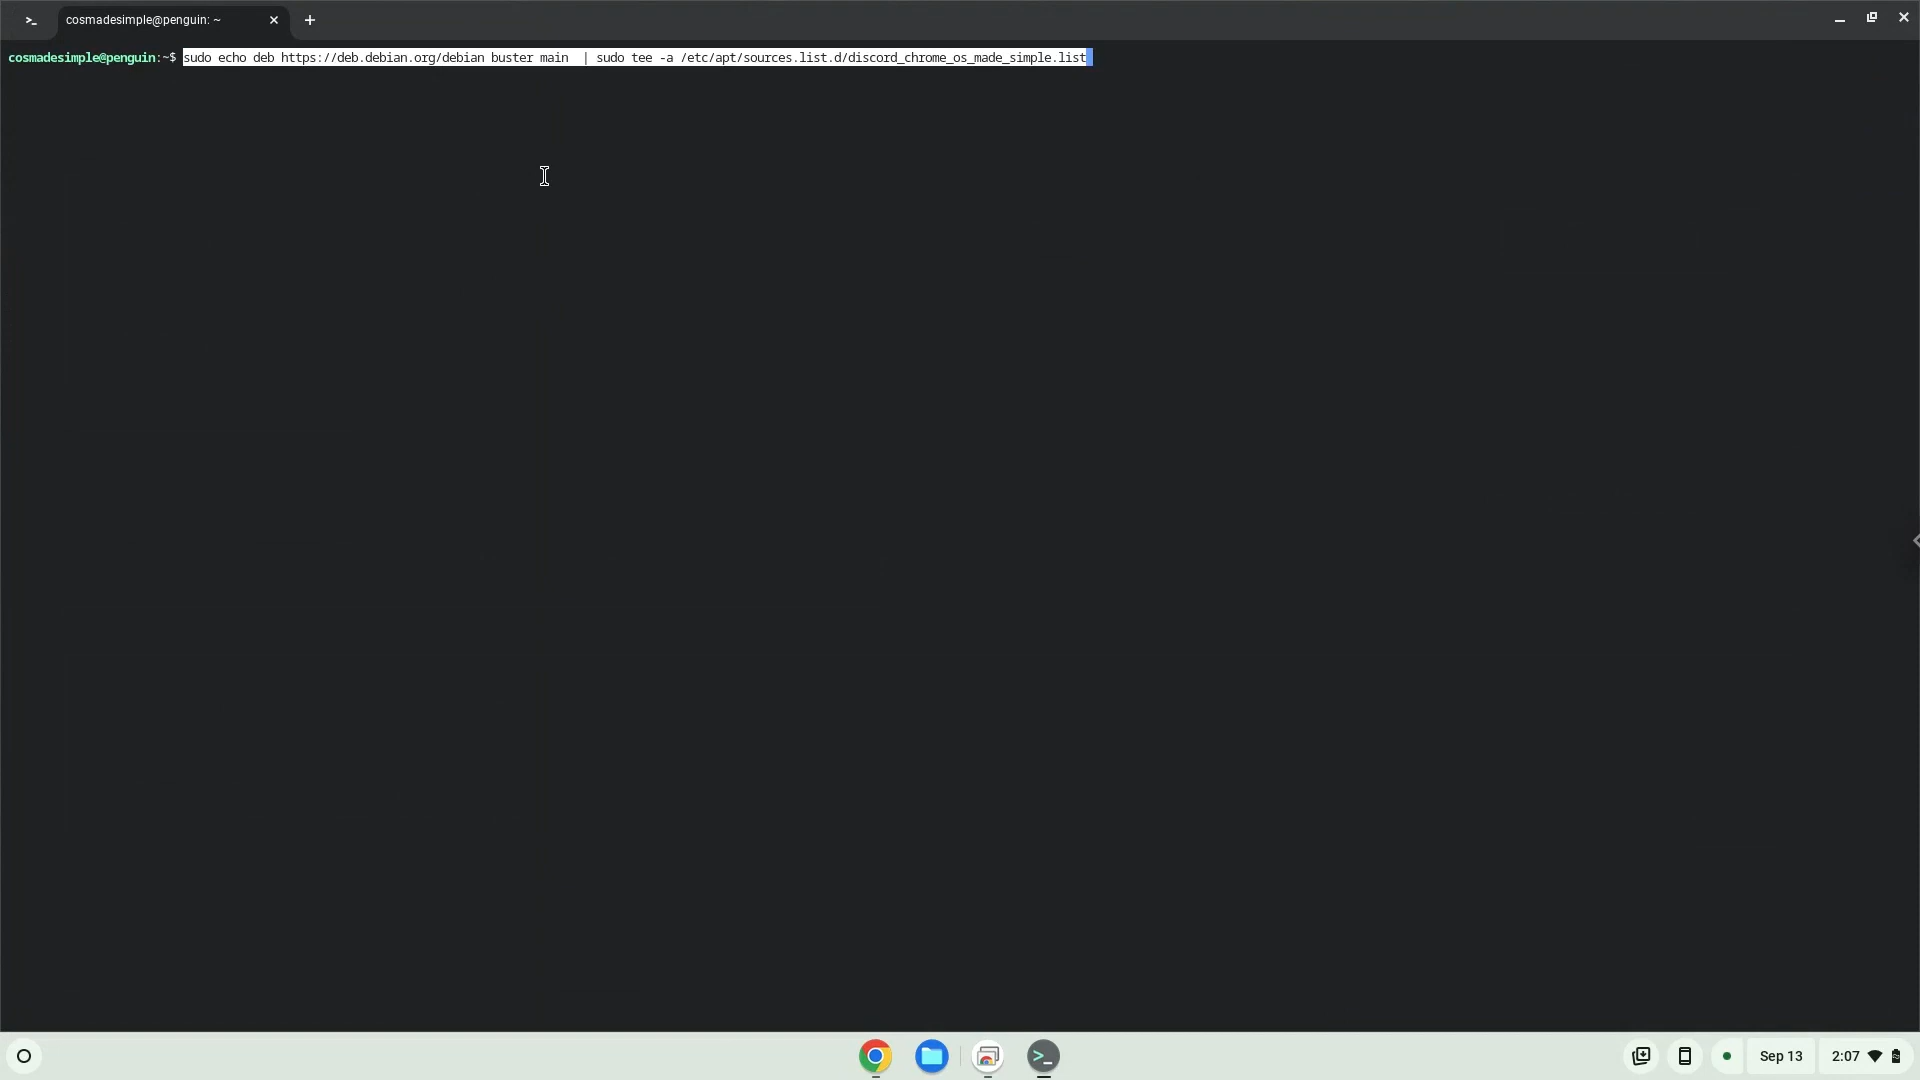 >_ cosmadesimple@penguin: ~
cosmadesimple@penguin:~$ sudo echo deb https://deb.debian.org/debian buster main  | sudo tee -a /etc/apt/sources.list.d/discord_chrome_os_made_simple.list
Sep 13 2:07